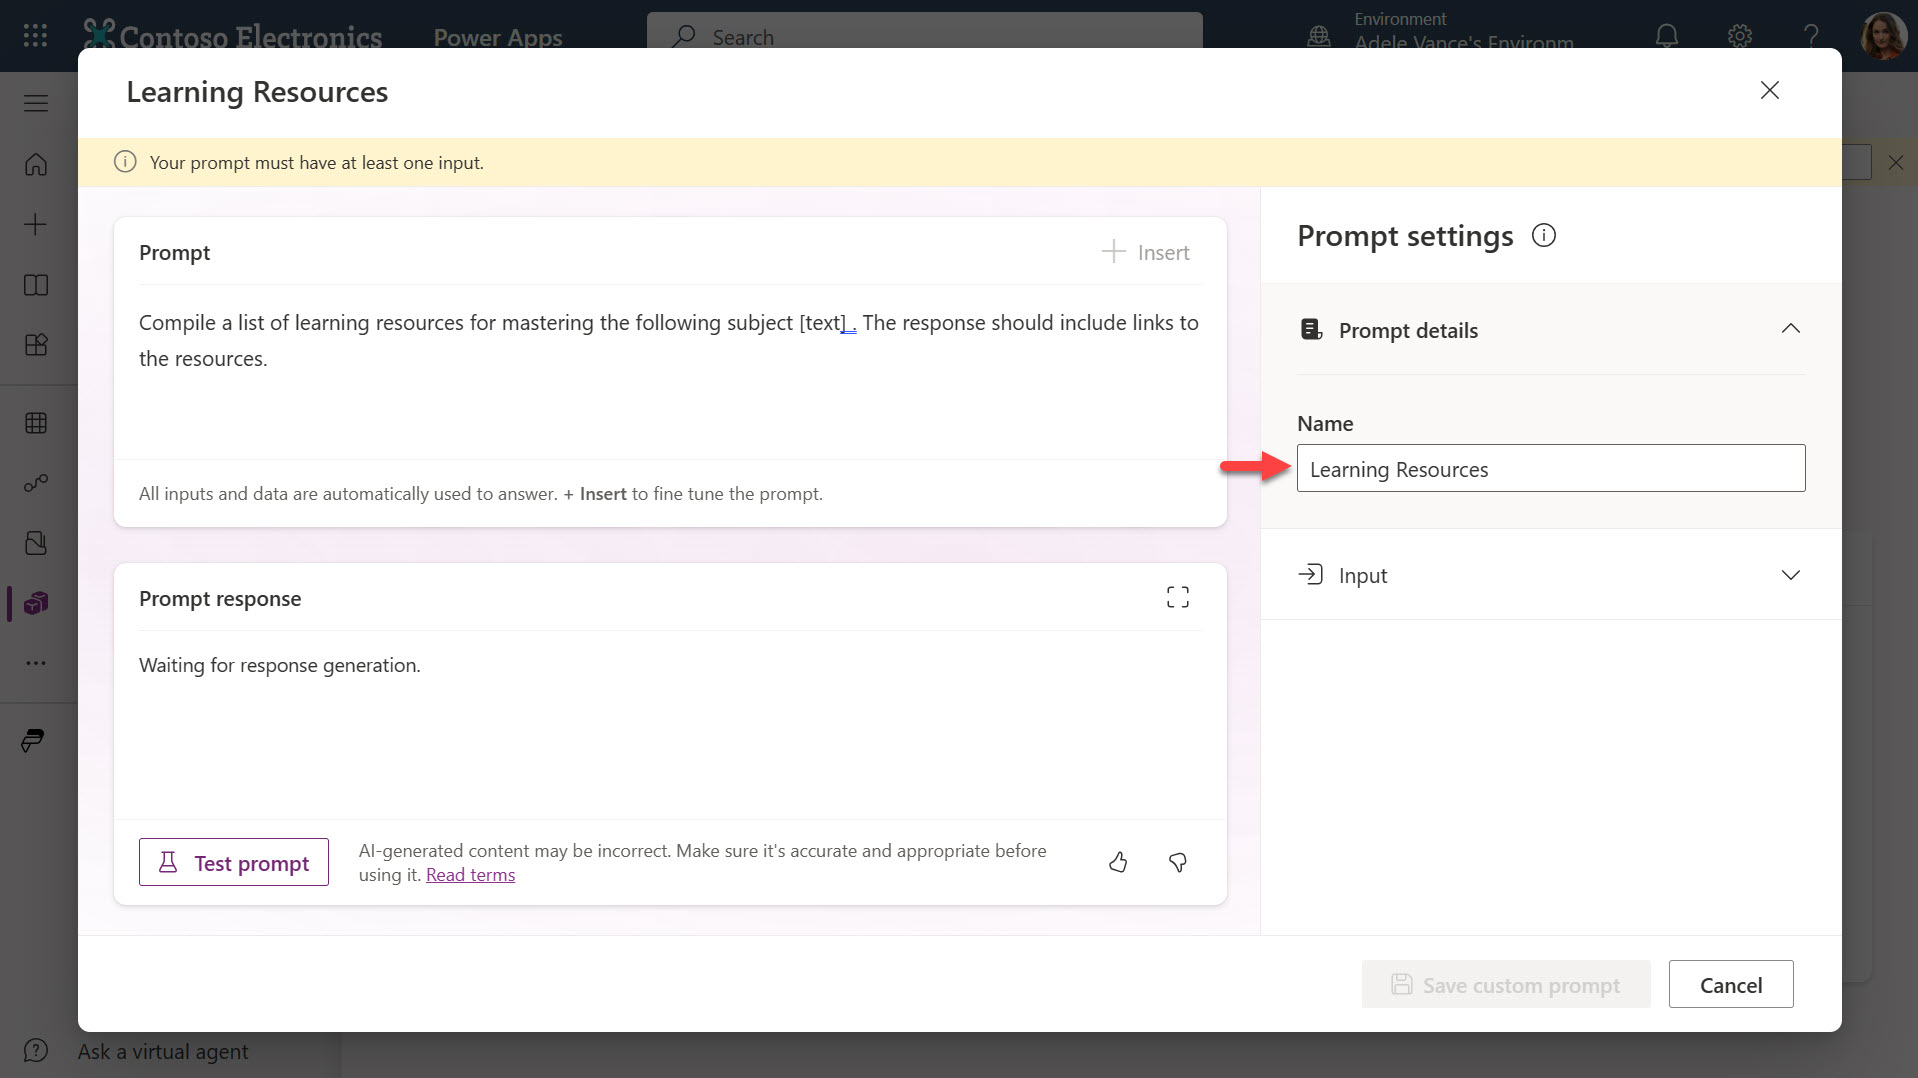 Contoso Electronics
Power Apps
Search
Environment
Adele Vance's Environm
Learning Resources
Your prompt must have at least one input.
Prompt
Insert
Compile a list of learning resources for mastering the following subject [text] . The response should include links to
the resources.
All inputs and data are automatically used to answer. + Insert to fine tune the prompt.
Prompt response
Waiting for response generation.
Test prompt
AI-generated content may be incorrect. Make sure it's accurate and appropriate before
using it. Read terms
Prompt settings
Prompt details
Name
Learning Resources
Input
Save custom prompt
Cancel
Ask a virtual agent